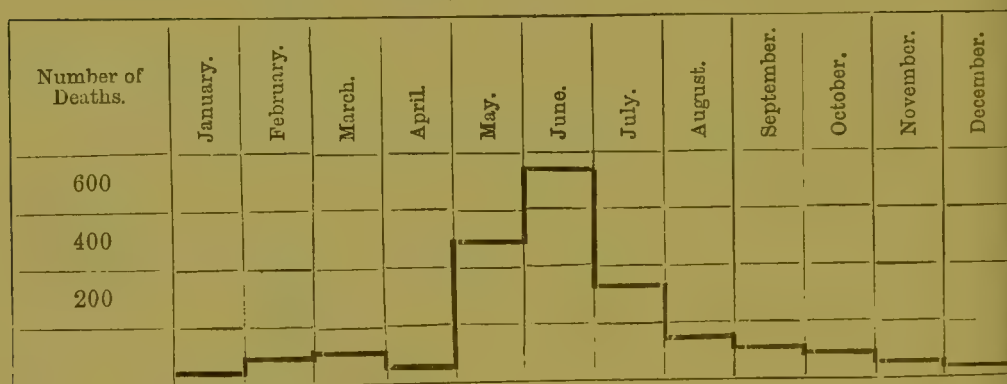 Number of
Deaths.
January.
February.
March.
April.
May.
June.
July.
August.
September.
October.
November.
December.
600
400
200